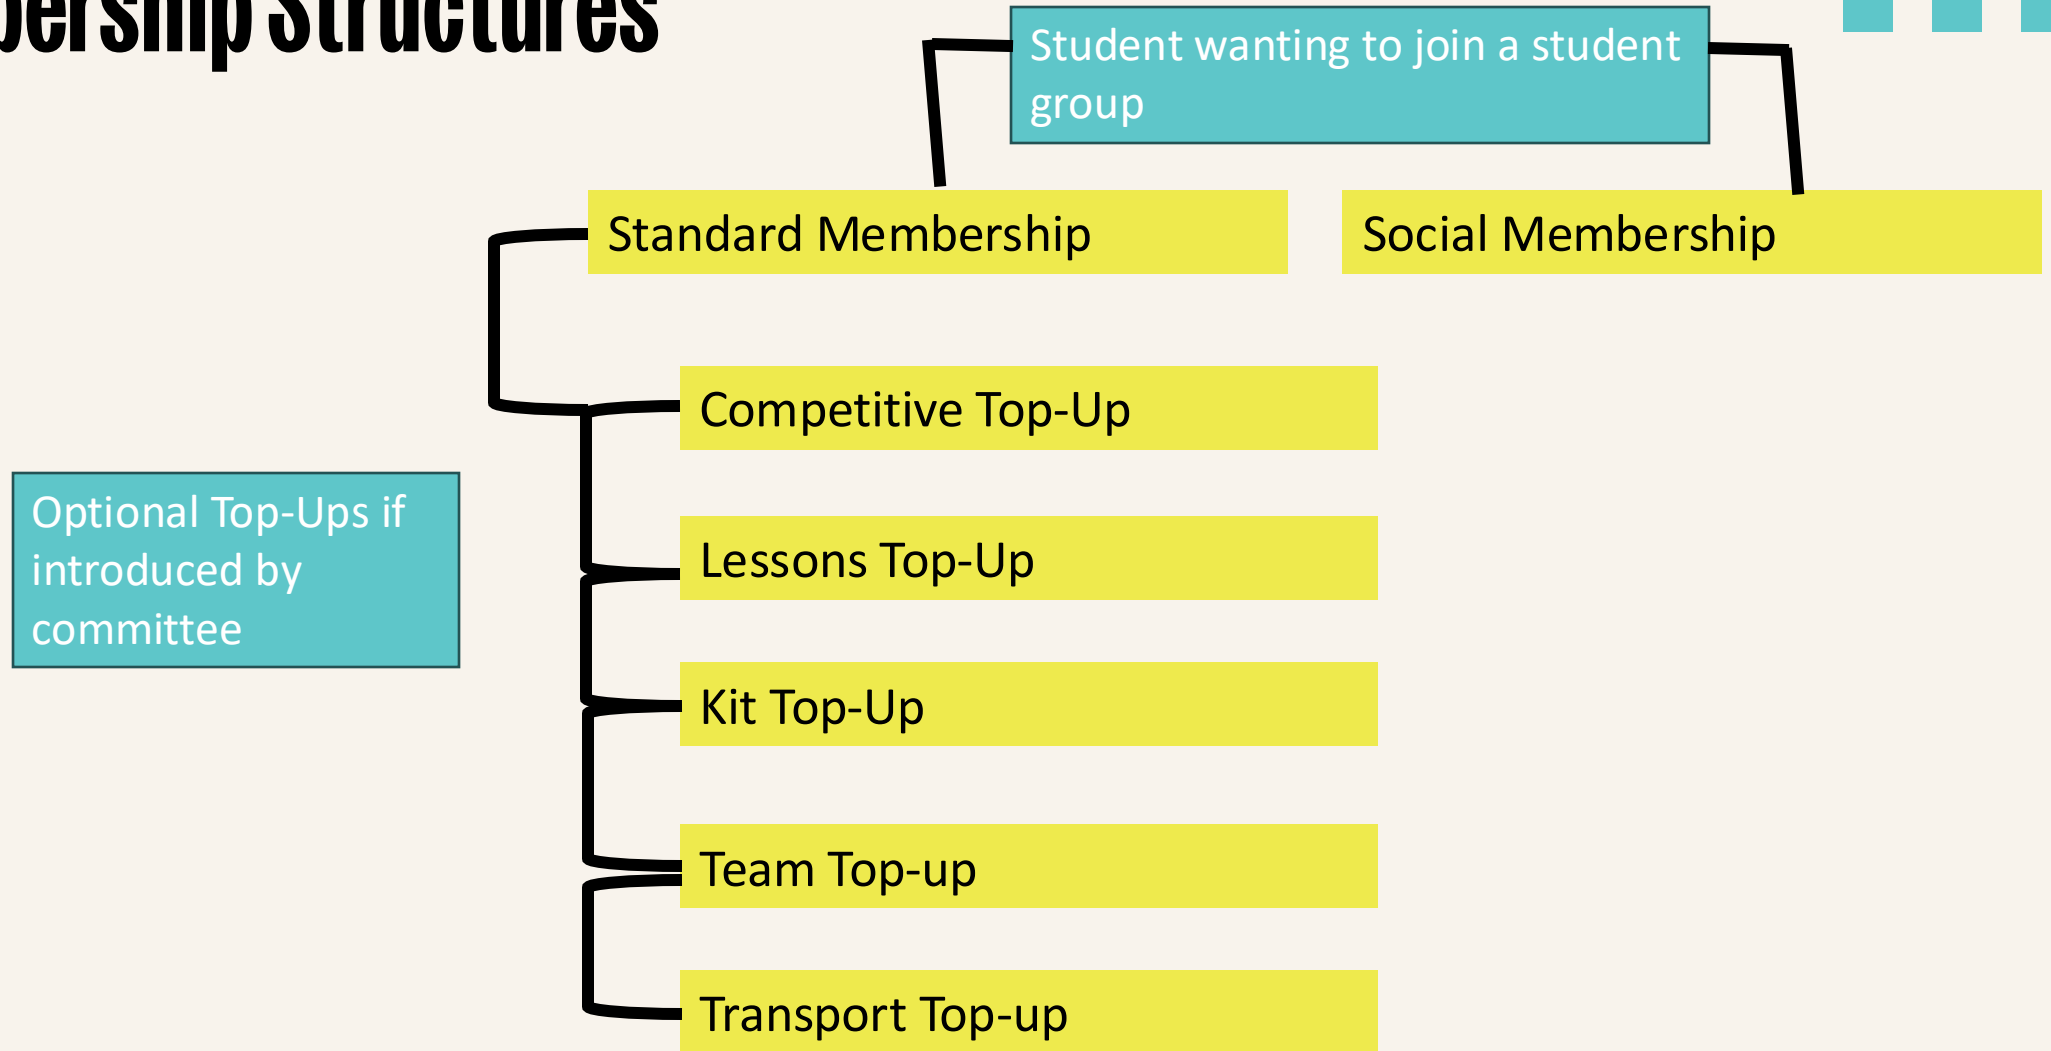 Structures
Student wanting to join a student
group
Standard Membership
Social Membership
Competitive Top-Up
Optional Top-Ups if
introduced by
committee
Lessons Top-Up
Kit Top-Up
Team Top-up
Transport Top-up